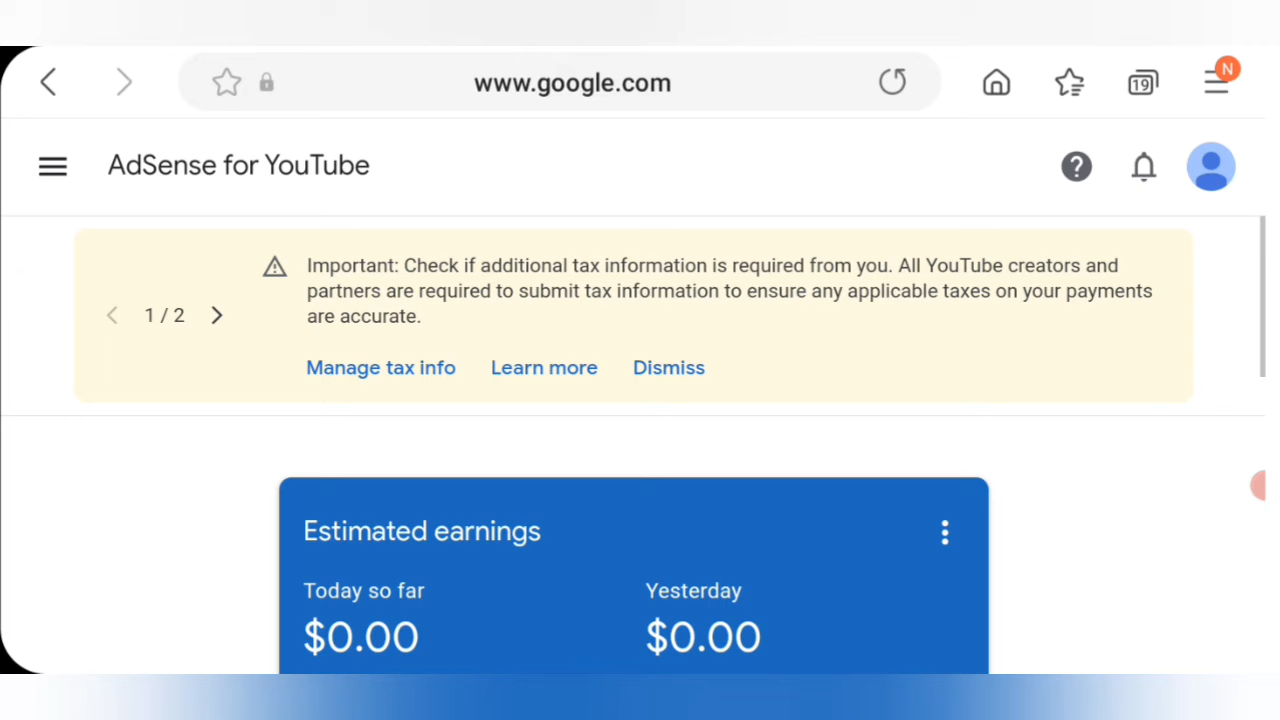 www.google.com
19
N
AdSense for YouTube
Important: Check if additional tax information is required from you. All YouTube creators and
partners are required to submit tax information to ensure any applicable taxes on your payments
are accurate.
1 / 2
Manage tax info Learn more Dismiss
Estimated earnings
Today so far Yesterday
$0.00 $0.00